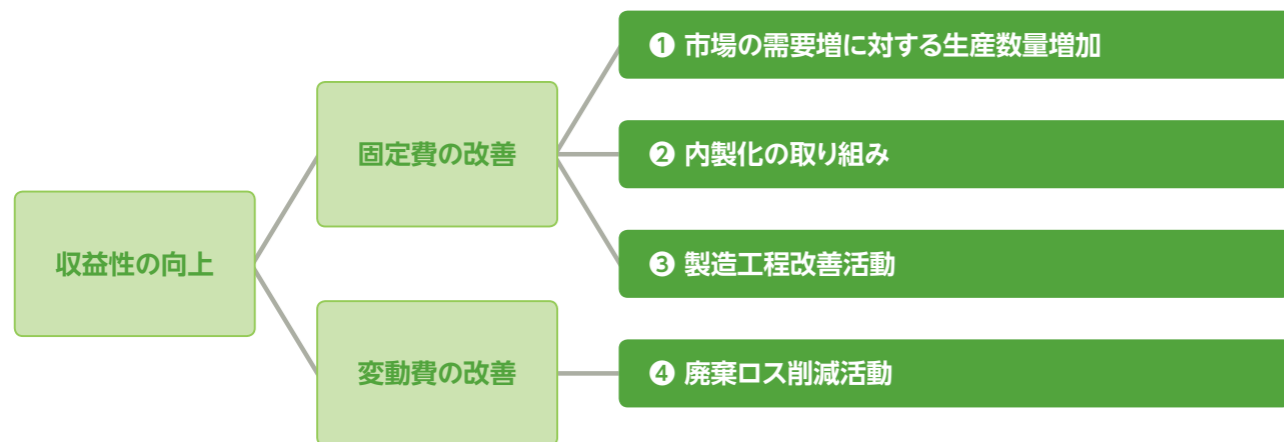 収益性の向上
固定費の改善
❶ 市場の需要増に対する生産数量増加
❷ 内製化の取り組み
❸ 製造工程改善活動
変動費の改善
❹ 廃棄ロス削減活動